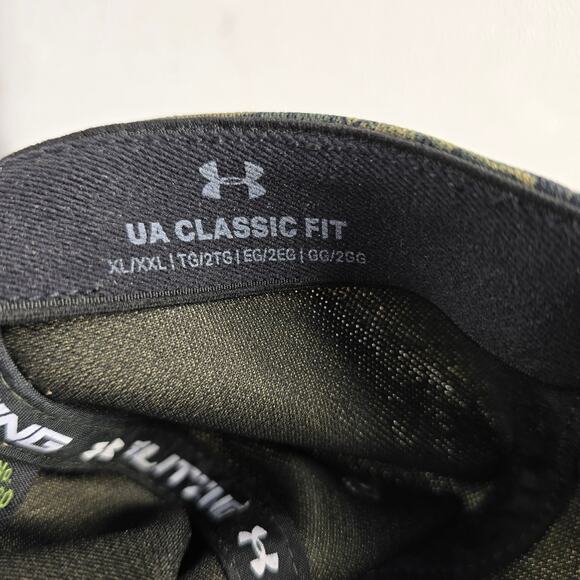 UA CLASSIC FIT
XL/XXL | TG/2TG | EG/2EG | GG/2GG